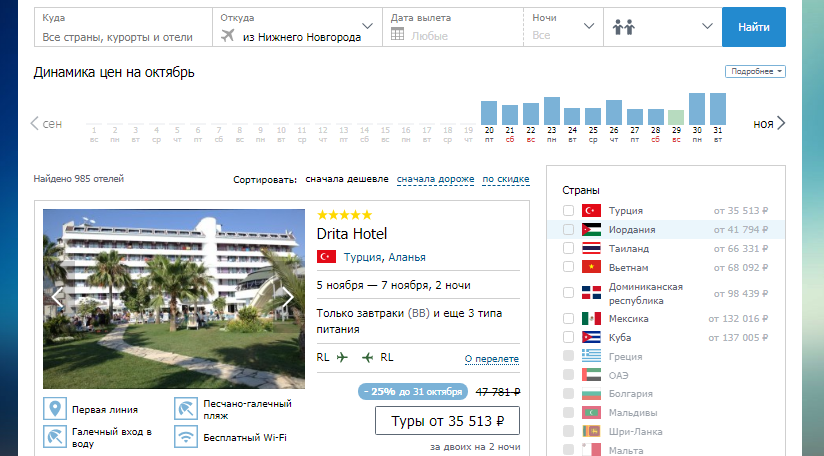 Куда
Все страны, курорты и отели
Откуда
из Нижнего Новгорода
Дата вылета
Любые
Ночи
Все
Найти
Динамика цен на октябрь
Подробнее
сен
1 2 3 4 5 6 7 8 9 10 11 12 13 14 15 16 17 18 19 20 21 22 23 24 25 26 27 28 29 30 31
вс пн вт ср чт пт сб вс пн вт ср чт пт сб вс пн вт ср чт пт сб вс пн вт ср чт пт сб вс пн вт
ноя
Найдено 985 отелей
Сортировать: сначала дешевле сначала дороже по скидке
Drita Hotel
Турция, Аланья
5 ноября — 7 ноября, 2 ночи
Только завтраки (BB) и еще 3 типа
питания
RL RL О перелете
- 25% до 31 октября 47 781 ₽
Туры от 35 513 ₽
за двоих на 2 ночи
Первая линия
Песчано-галечный
пляж
Галечный вход в
воду
Бесплатный Wi-Fi
Страны
Турция от 35 513 ₽
Иордания от 41 794 ₽
Таиланд от 66 331 ₽
Вьетнам от 68 092 ₽
Доминиканская
республика от 98 439 ₽
Мексика от 132 016 ₽
Куба от 137 005 ₽
Греция
ОАЭ
Болгария
Мальдивы
Шри-Ланка
Мальта